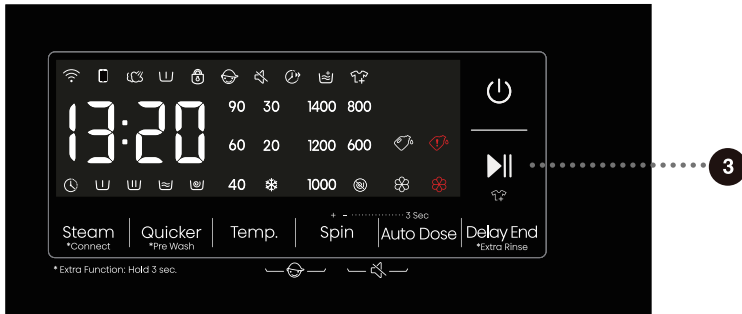 90 30 1400 800
13:20
60 20 1200 600
40 1000
+ - 3 Sec
3
Steam Quicker Temp. Spin Auto Dose Delay End
*Connect *Pre Wash *Extra Rinse
* Extra Function: Hold 3 sec.